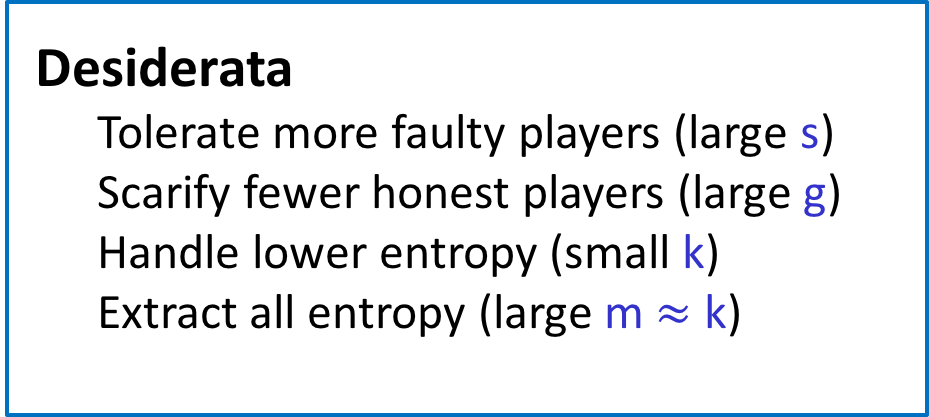 Desiderata
Tolerate more faulty players (large s)
Scarify fewer honest players (large g)
Handle lower entropy (small k)
Extract all entropy (large m ≈ k)